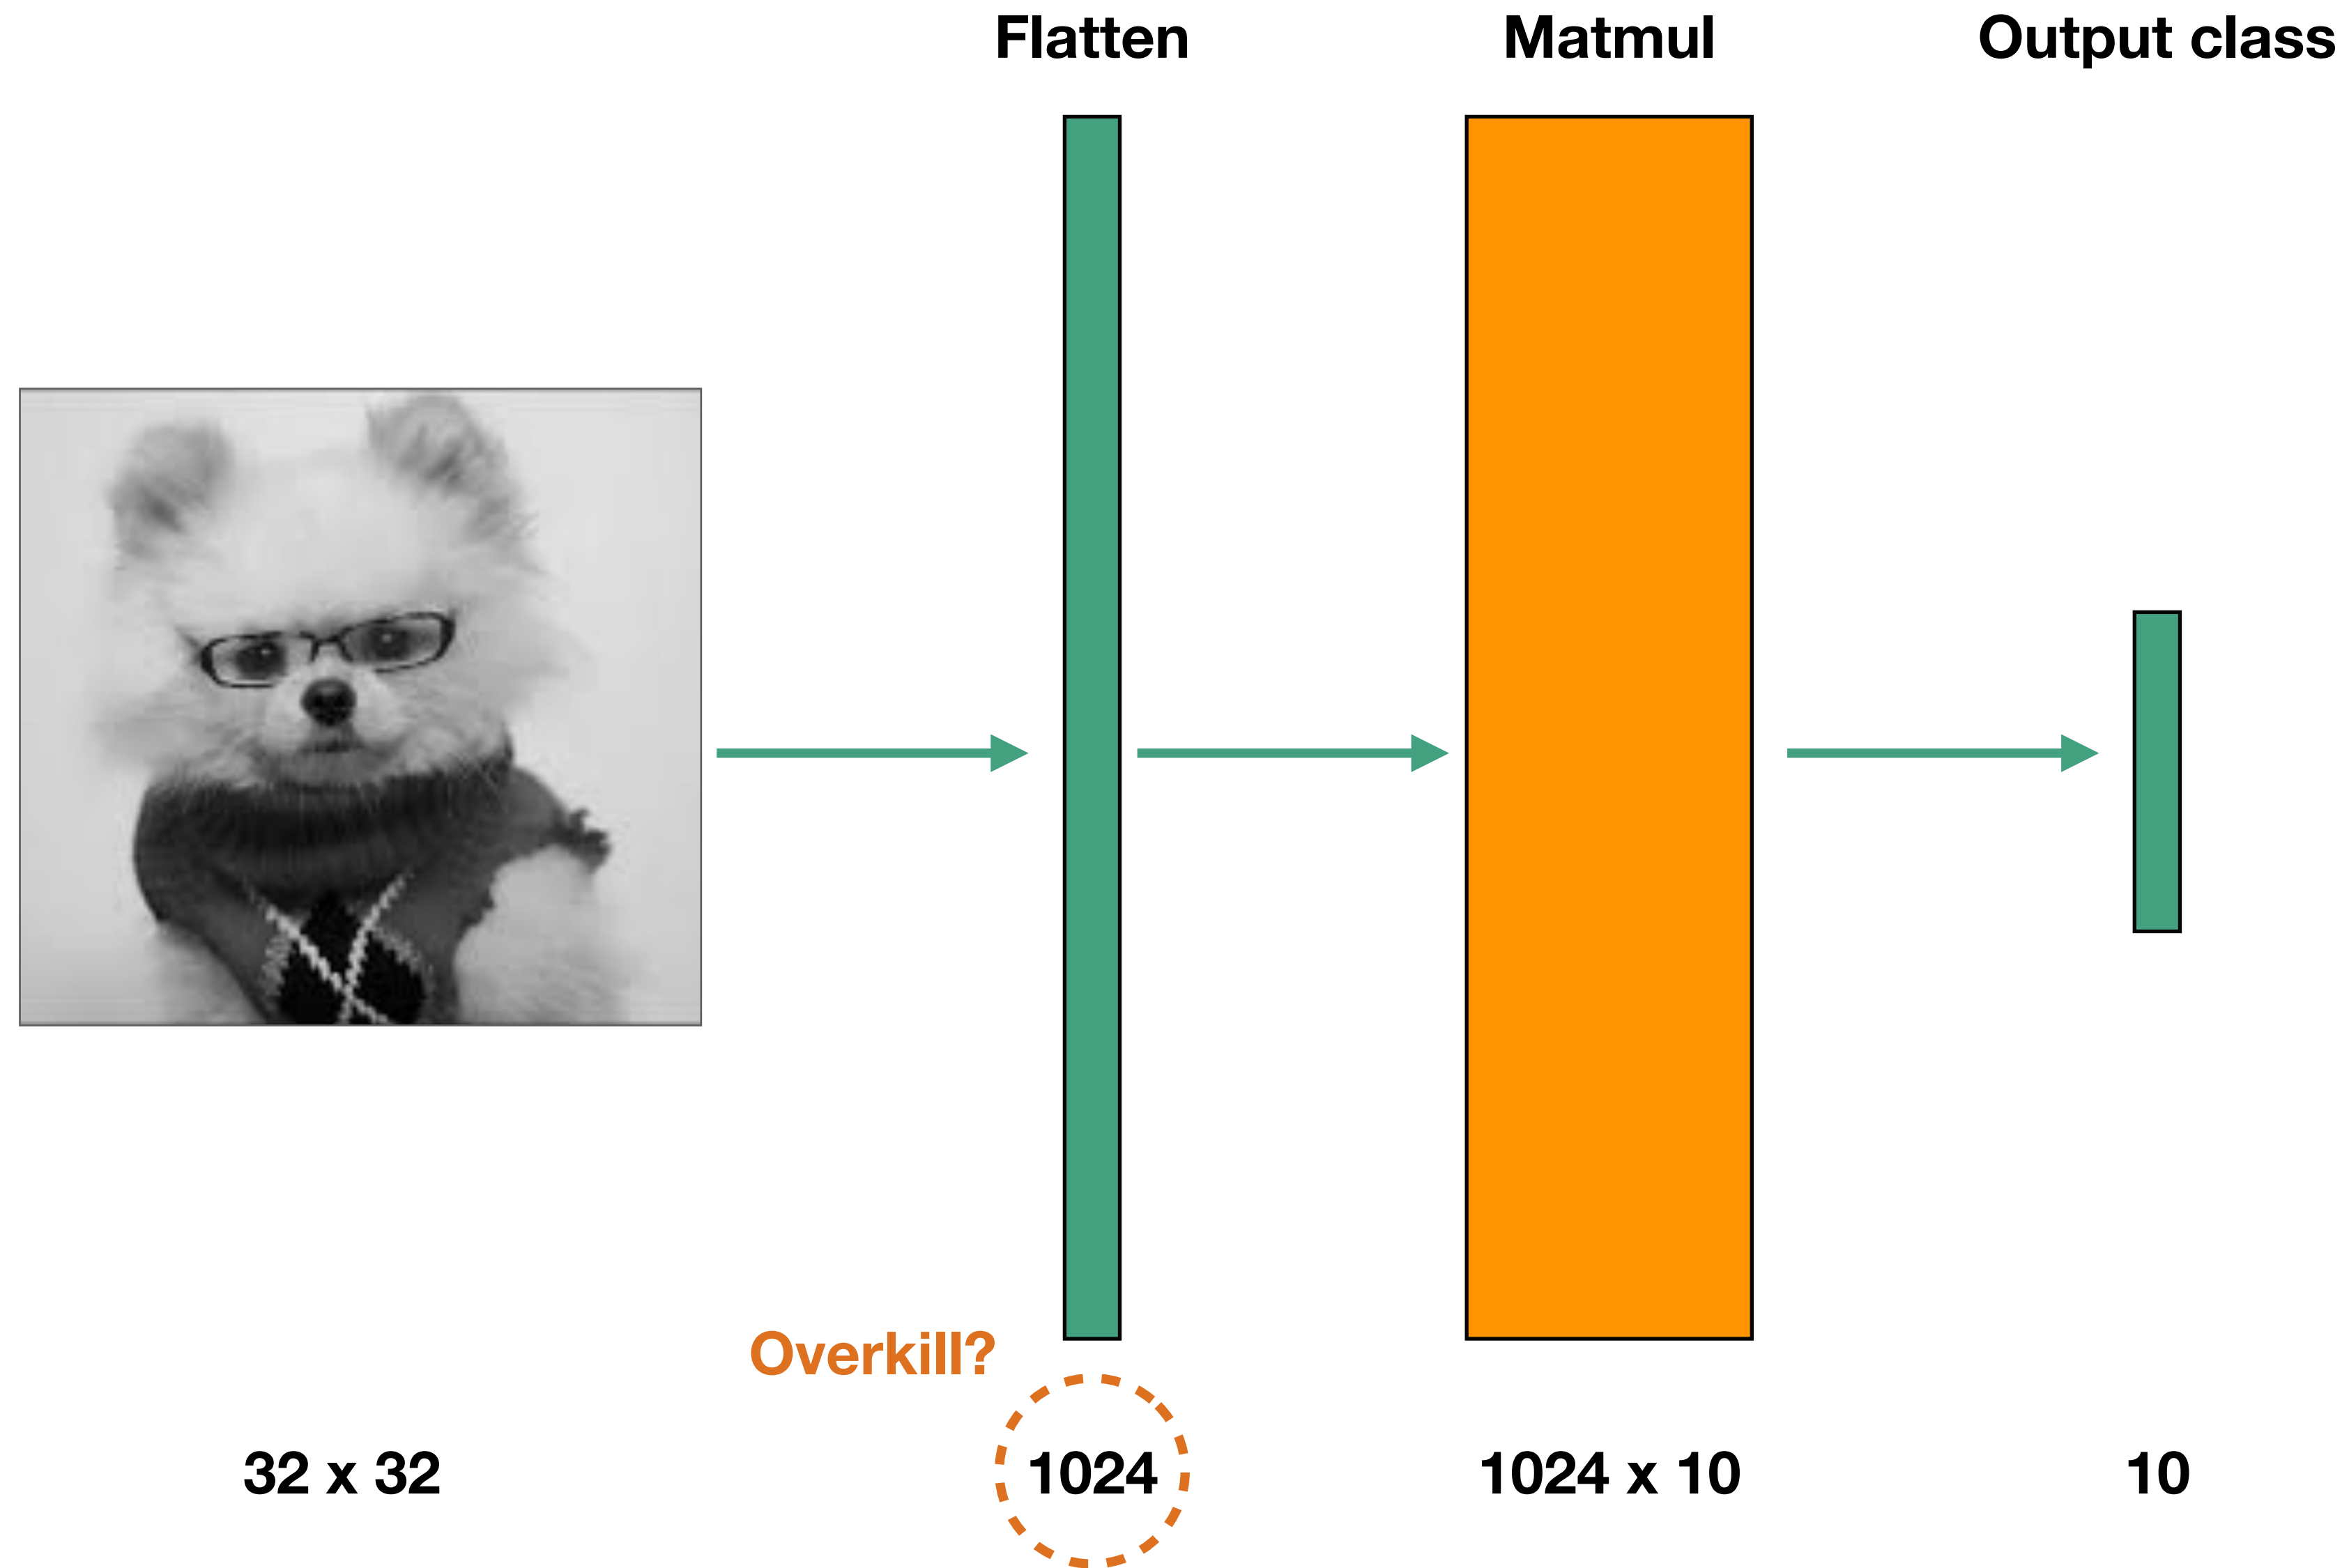 Flatten
Matmul
Output class
Overkill?
32 x 32
1024
1024 x 10
10